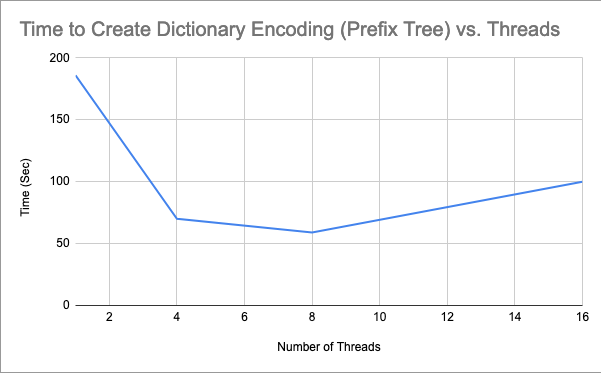 Time to Create Dictionary Encoding (Prefix Tree) vs. Threads
200
150
100
50
0
Time (Sec)
2 4 6 8 10 12 14 16
Number of Threads